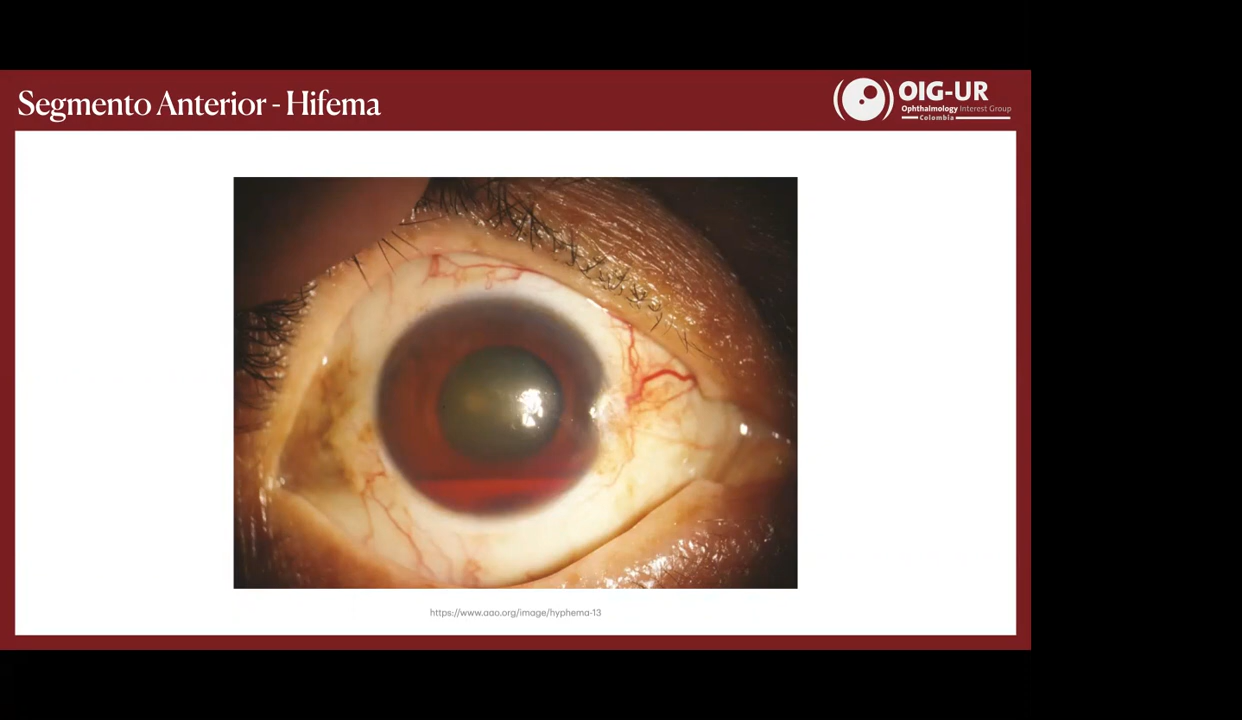 Segmento Anterior - Hifema
OIG-UR
Ophthalmology Interest Group
Colombia
https://www.aao.org/image/hyphema-13